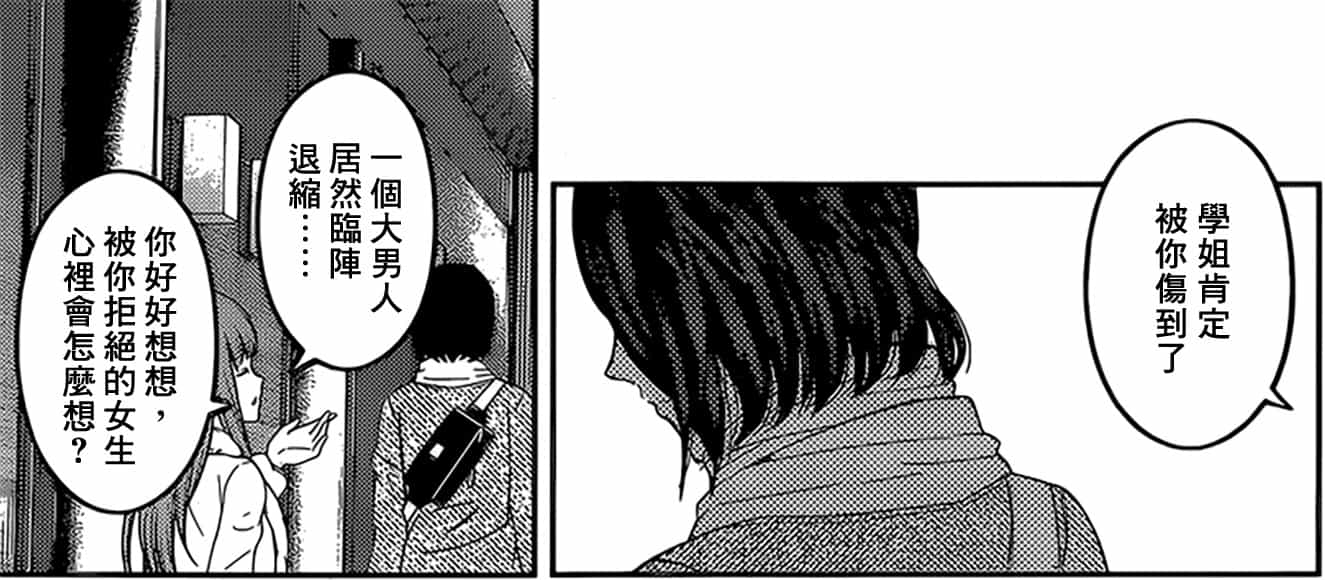 學姐肯定
被你傷到了
一個大男人
居然臨陣
退縮……
你好好想想，
被你拒絕的女生
心裡會怎麼想？